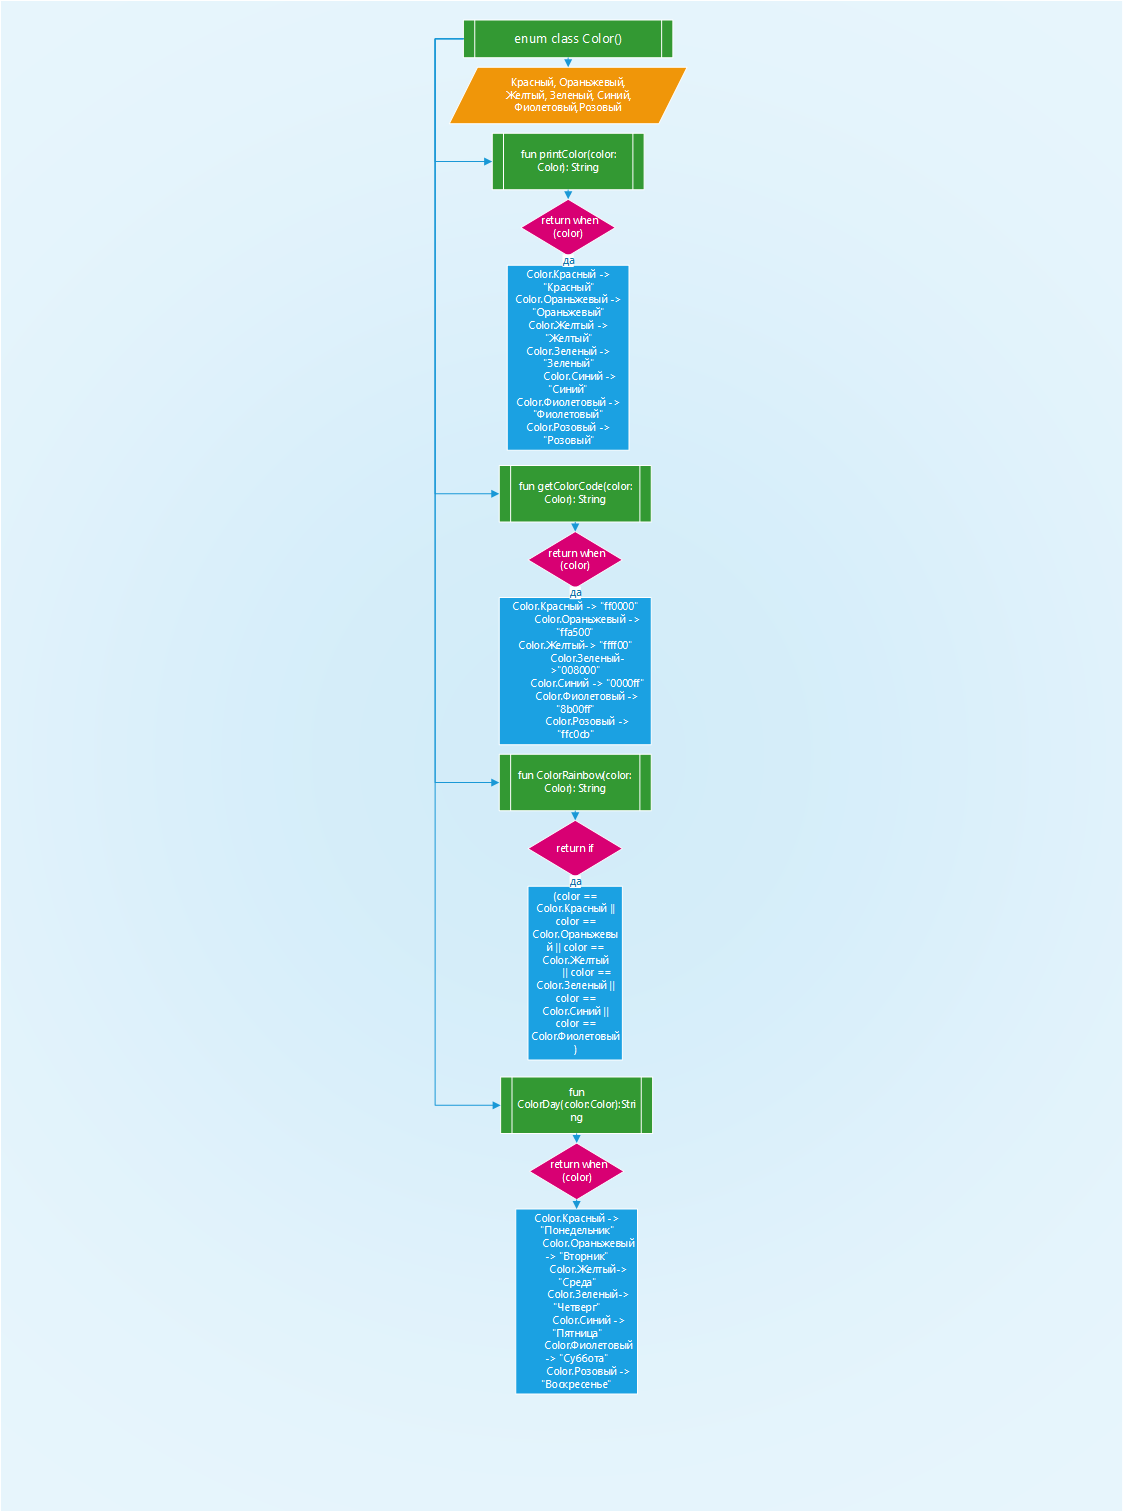 enum class Color()
Красный, Ораньжевый,
Желтый, Зеленый, Синий,
Фиолетовый,Розовый
fun printColor(color:
Color): String
return when
(color)
да
Color.Красный ->
"Красный"
Color.Ораньжевый ->
"Ораньжевый"
Color.Желтый ->
"Желтый"
Color.Зеленый ->
"Зеленый"
Color.Синий ->
"Синий"
Color.Фиолетовый ->
"Фиолетовый"
Color.Розовый ->
"Розовый"
fun getColorCode(color:
Color): String
return when
(color)
да
Color.Красный -> "ff0000"
Color.Ораньжевый ->
"ffa500"
Color.Желтый-> "ffff00"
Color.Зеленый-
>"008000"
Color.Синий -> "0000ff"
Color.Фиолетовый ->
"8b00ff"
Color.Розовый ->
"ffc0cb"
fun ColorRainbow(color:
Color): String
return if
да
(color ==
Color.Красный ||
color ==
Color.Ораньжевы
й || color ==
Color.Желтый
|| color ==
Color.Зеленый ||
color ==
Color.Синий ||
color ==
Color.Фиолетовый
)
fun
ColorDay(color:Color):Stri
ng
return when
(color)
Color.Красный ->
"Понедельник"
Color.Ораньжевый
-> "Вторник"
Color.Желтый->
"Среда"
Color.Зеленый->
"Четверг"
Color.Синий ->
"Пятница"
Color.Фиолетовый
-> "Суббота"
Color.Розовый ->
"Воскресенье"